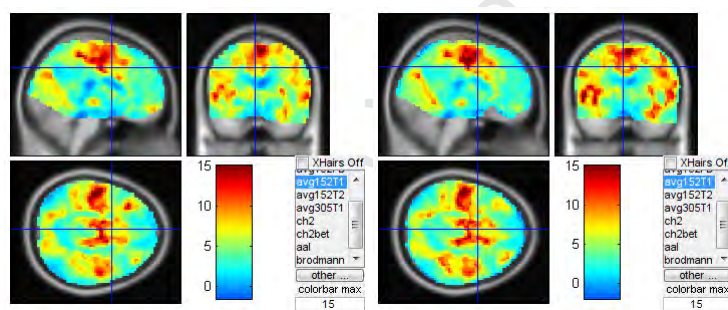 15
10
5
0
XHairs Off
avg152T1
avg152T2
avg305T1
ch2
ch2bet
aal
brodmann
other ...
colorbar max
15
15
10
5
0
XHairs Off
avg152T1
avg152T2
avg305T1
ch2
ch2bet
aal
brodmann
other ...
colorbar max
15